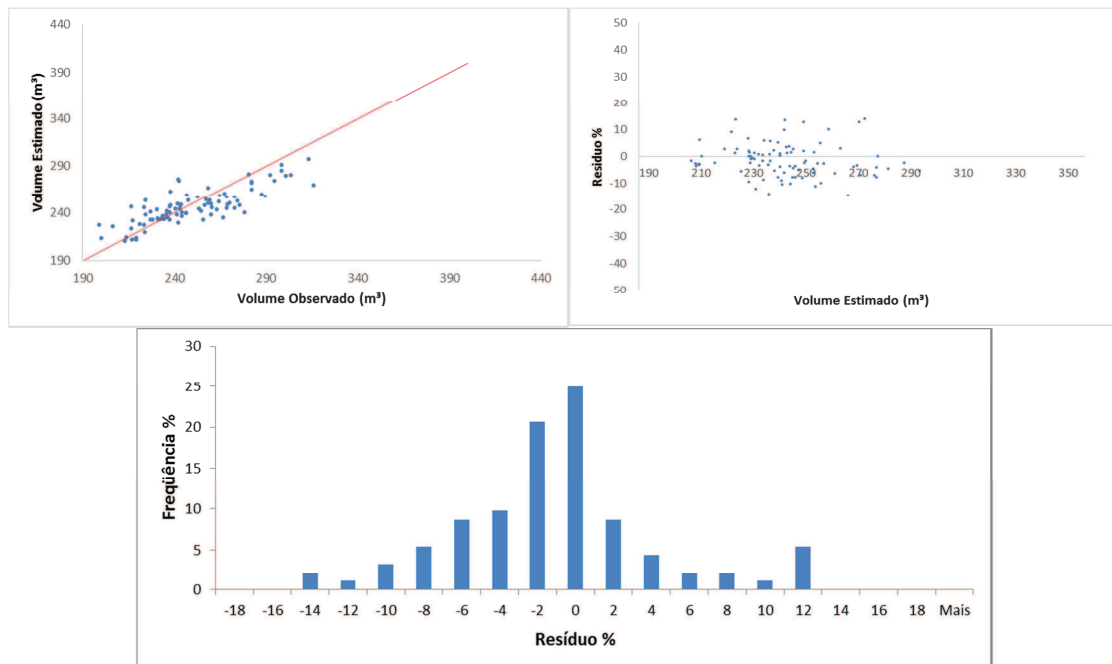 440
390
340
290
240
190
Volume Estimado (m³)
190 240 290 340 390 440
Volume Observado (m³)
50
40
30
20
10
0
-10
-20
-30
-40
-50
Resíduo %
190 210 230 250 270 290 310 330 350
Volume Estimado (m³)
30
25
20
15
10
5
0
Freqüência %
-18 -16 -14 -12 -10 -8 -6 -4 -2 0 2 4 6 8 10 12 14 16 18 Mais
Resíduo %